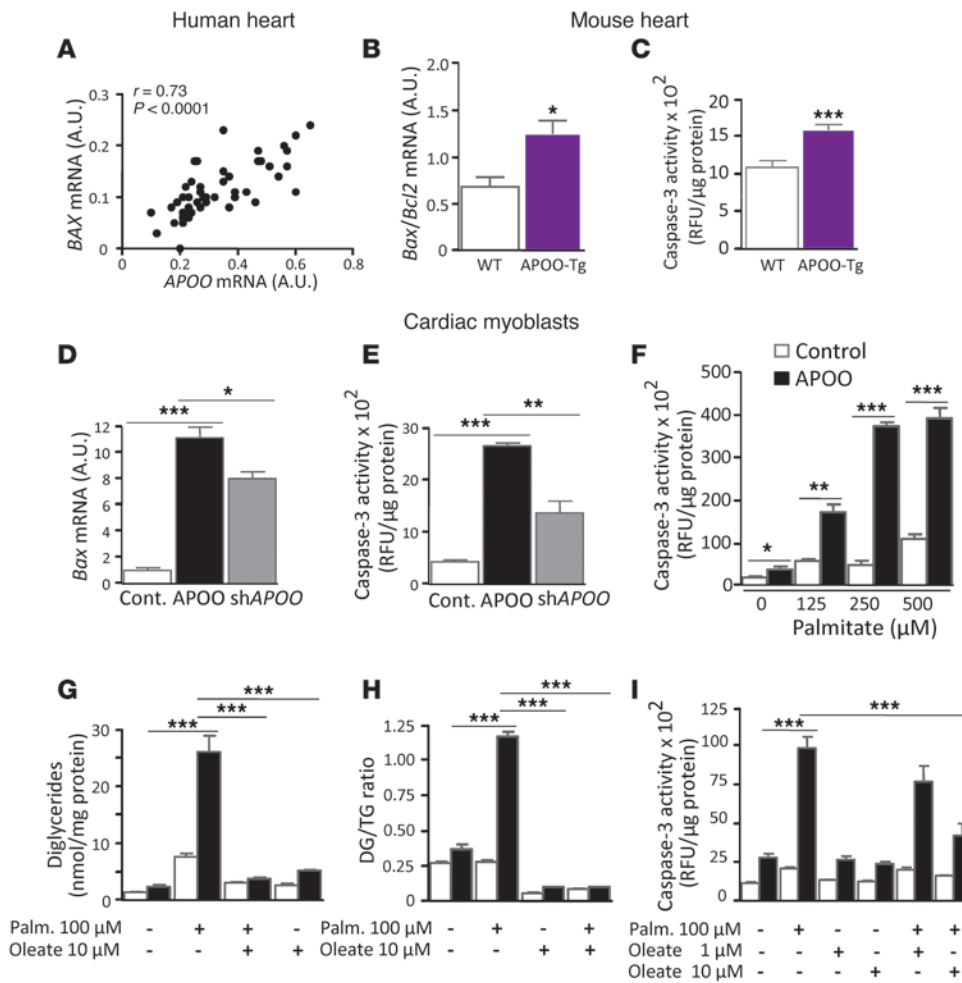 Human heart
Mouse heart
A
r = 0.73
P < 0.0001
BAX mRNA (A.U.)
0.3
0.2
0.1
0
0
0.2
0.4
0.6
0.8
APOO mRNA (A.U.)
B
Bax/Bcl2 mRNA (A.U.)
2.0
1.5
1.0
0.5
0
*
WT
APOO-Tg
C
Caspase-3 activity x 10²
(RFU/µg protein)
20
15
10
5
0
***
WT
APOO-Tg
Cardiac myoblasts
D
Bax mRNA (A.U.)
12
10
8
6
4
2
0
*
***
Cont. APOO shAPOO
E
Caspase-3 activity x 10²
(RFU/µg protein)
30
20
10
0
**
***
Cont. APOO shAPOO
F
Control
APOO
Caspase-3 activity x 10²
(RFU/µg protein)
500
400
300
200
100
0
*
**
***
***
0 125 250 500
Palmitate (µM)
G
Diglycerides
(nmol/mg protein)
30
20
10
0
***
***
***
Palm. 100 µM - + + -
Oleate 10 µM - - + +
H
DG/TG ratio
1.25
1.00
0.75
0.50
0.25
0
***
***
***
Palm. 100 µM - + - +
Oleate 10 µM - - + +
I
Caspase-3 activity x 10²
(RFU/µg protein)
125
100
75
50
25
0
***
***
Palm. 100 µM - + - - + +
Oleate 1 µM - - + - + -
Oleate 10 µM - - - + - +